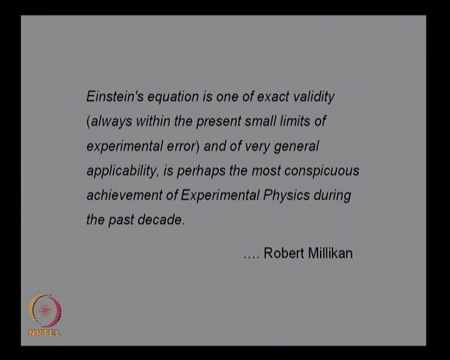 Einstein's equation is one of exact validity
(always within the present small limits of
experimental error) and of very general
applicability, is perhaps the most conspicuous
achievement of Experimental Physics during
the past decade.
.... Robert Millikan
NPTEL